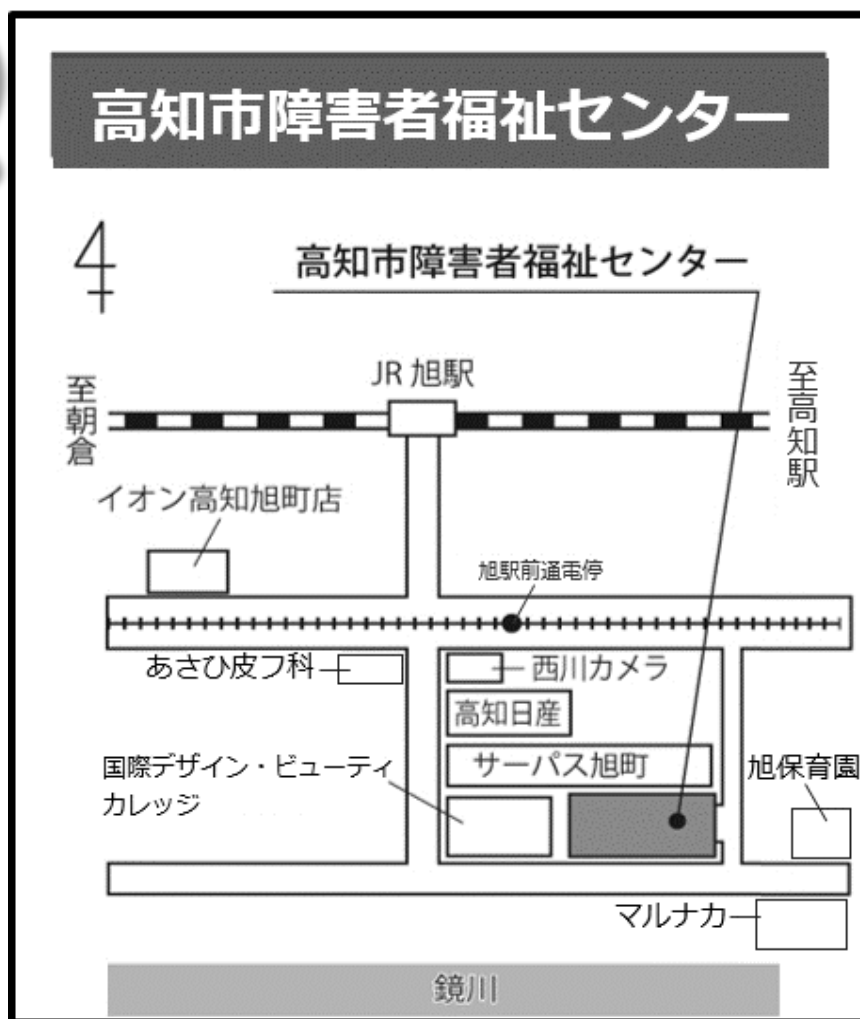 高知市障害者福祉センター
高知市障害者福祉センター
JR 旭駅
至朝倉
至高知駅
イオン高知旭町店
旭駅前通電停
あさひ皮フ科
西川カメラ
高知日産
サーパス旭町
旭保育園
国際デザイン・ビューティ
カレッジ
マルナカ
鏡川